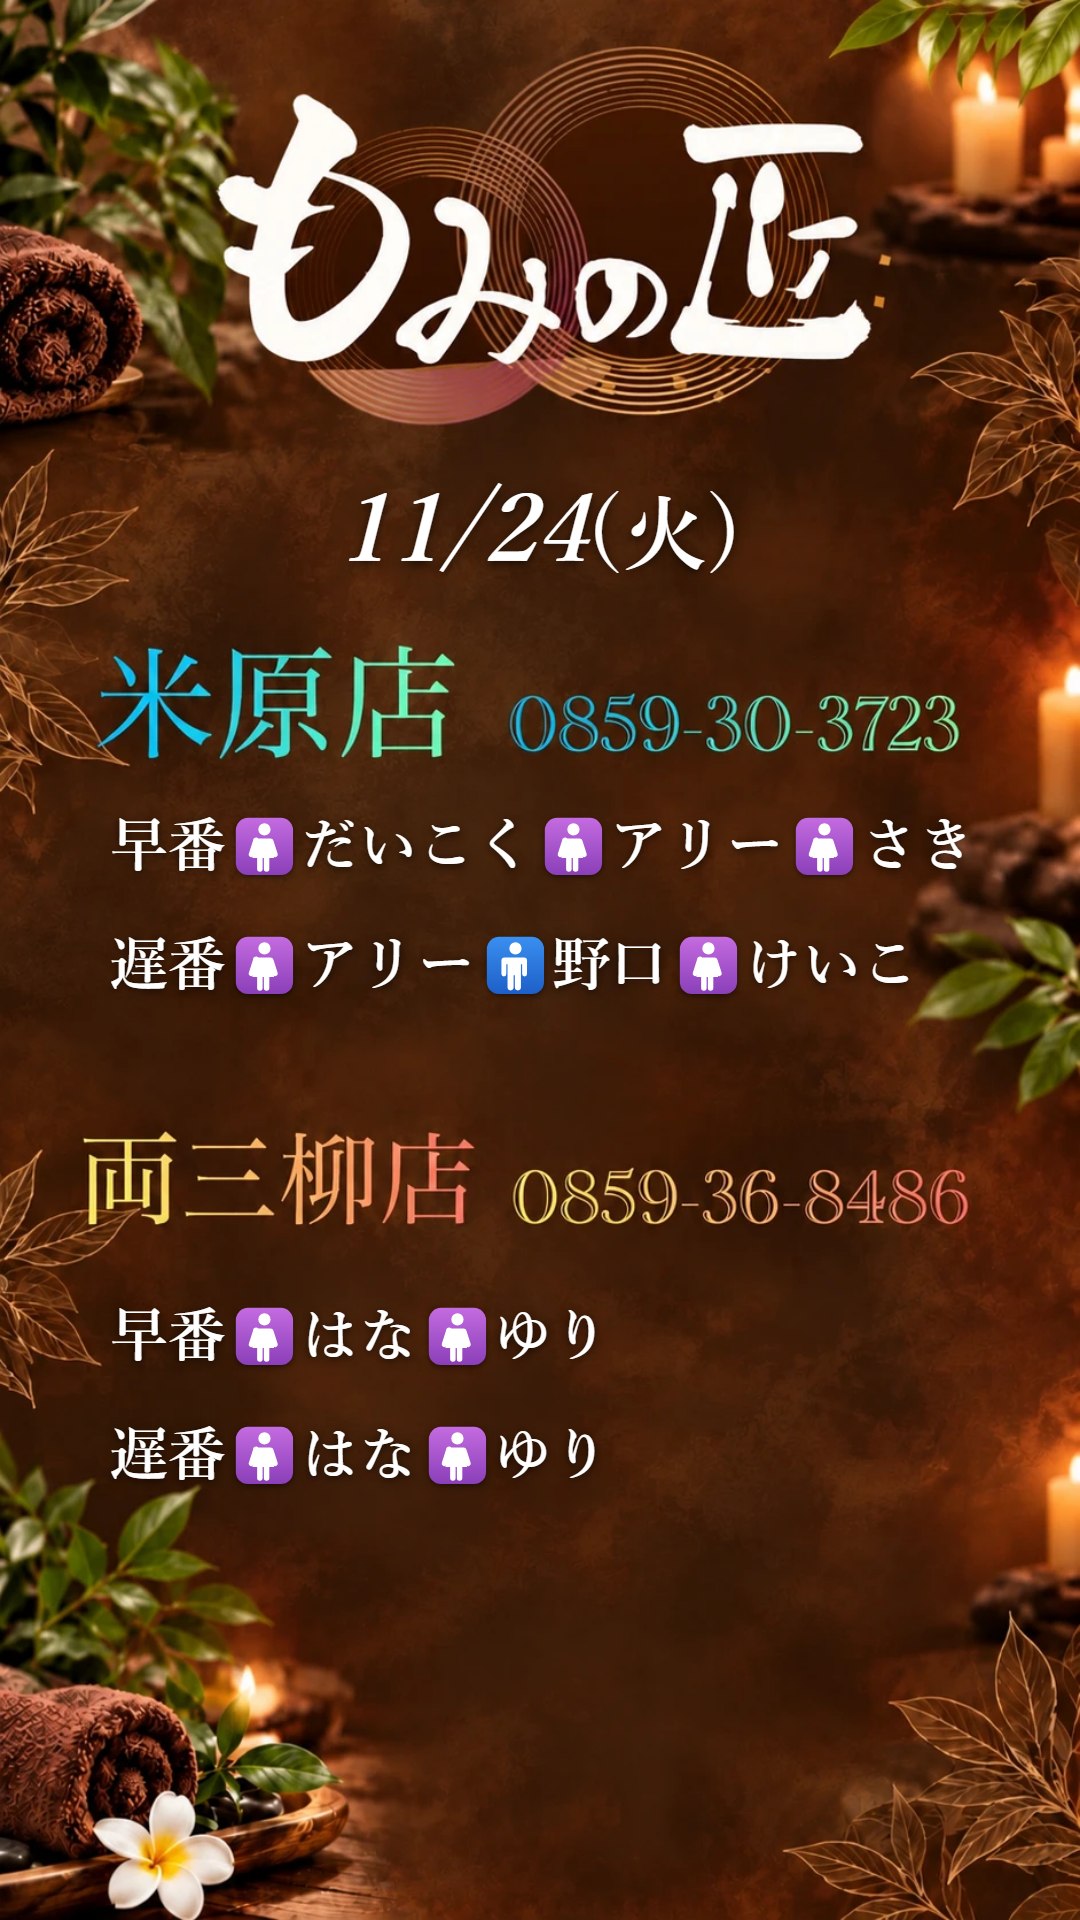 もみの匠
11/24(火)
米原店 0859-30-3723
早番🚺だいこく🚺アリー🚺さき
遅番🚺アリー🚹野口🚺けいこ
両三柳店 0859-36-8486
早番🚺はな🚺ゆり
遅番🚺はな🚺ゆり